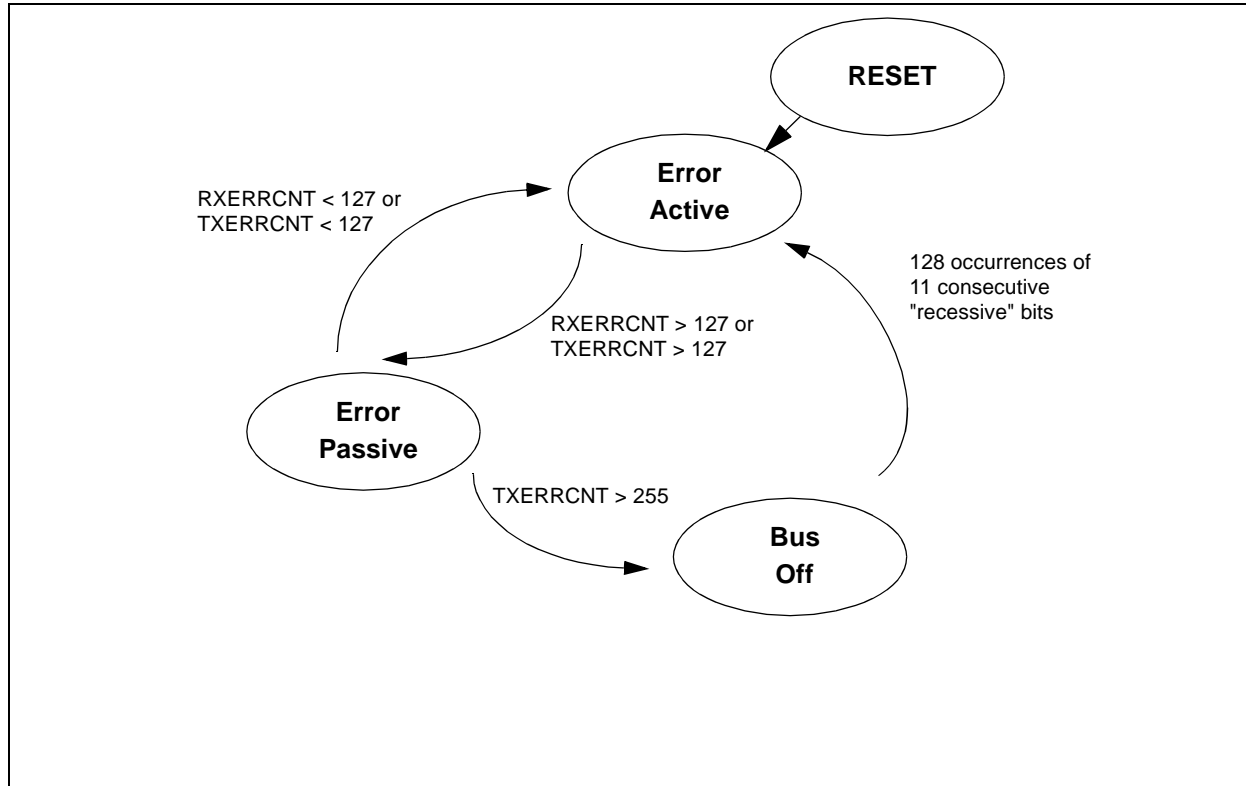 RESET
Error
Active
RXERRCNT < 127 or
TXERRCNT < 127
128 occurrences of
11 consecutive
"recessive" bits
RXERRCNT > 127 or
TXERRCNT > 127
Error
Passive
TXERRCNT > 255
Bus
Off